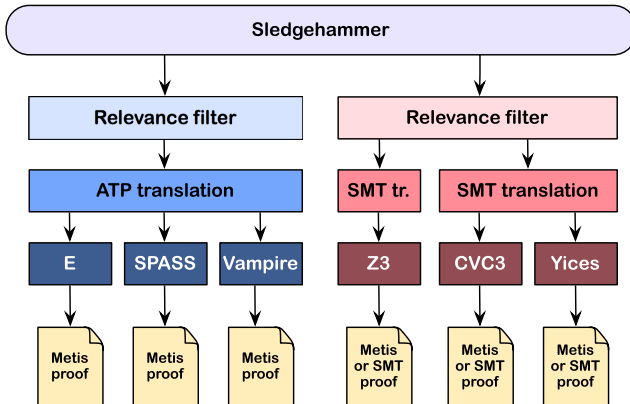 Sledgehammer
Relevance filter
Relevance filter
ATP translation
SMT tr.
SMT translation
E
SPASS
Vampire
Z3
CVC3
Yices
Metis
proof
Metis
proof
Metis
proof
Metis
or SMT
proof
Metis
or SMT
proof
Metis
or SMT
proof